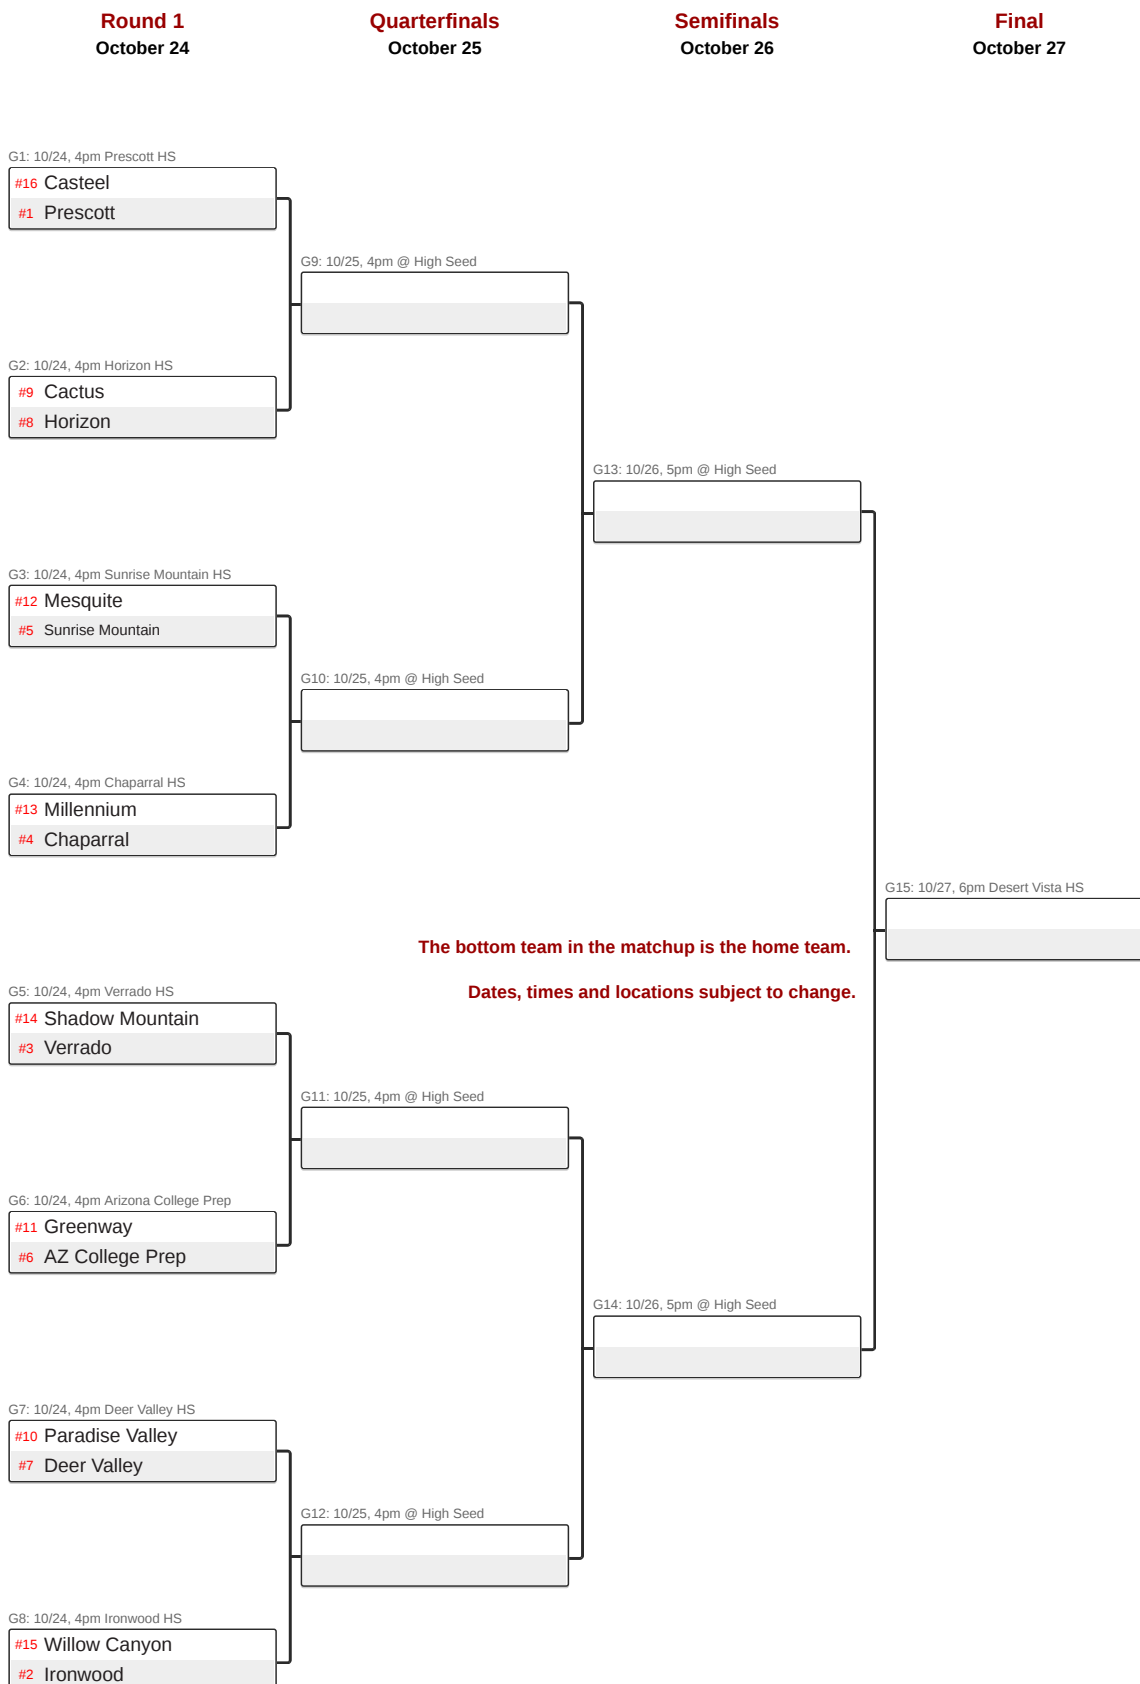 Round 1
October 24
Quarterfinals
October 25
Semifinals
October 26
Final
October 27
G1: 10/24, 4pm Prescott HS
#16 Casteel
#1 Prescott
G9: 10/25, 4pm @ High Seed
G2: 10/24, 4pm Horizon HS
#9 Cactus
#8 Horizon
G13: 10/26, 5pm @ High Seed
G3: 10/24, 4pm Sunrise Mountain HS
#12 Mesquite
#5 Sunrise Mountain
G10: 10/25, 4pm @ High Seed
G4: 10/24, 4pm Chaparral HS
#13 Millennium
#4 Chaparral
G15: 10/27, 6pm Desert Vista HS
The bottom team in the matchup is the home team.
Dates, times and locations subject to change.
G5: 10/24, 4pm Verrado HS
#14 Shadow Mountain
#3 Verrado
G11: 10/25, 4pm @ High Seed
G6: 10/24, 4pm Arizona College Prep
#11 Greenway
#6 AZ College Prep
G14: 10/26, 5pm @ High Seed
G7: 10/24, 4pm Deer Valley HS
#10 Paradise Valley
#7 Deer Valley
G12: 10/25, 4pm @ High Seed
G8: 10/24, 4pm Ironwood HS
#15 Willow Canyon
#2 Ironwood